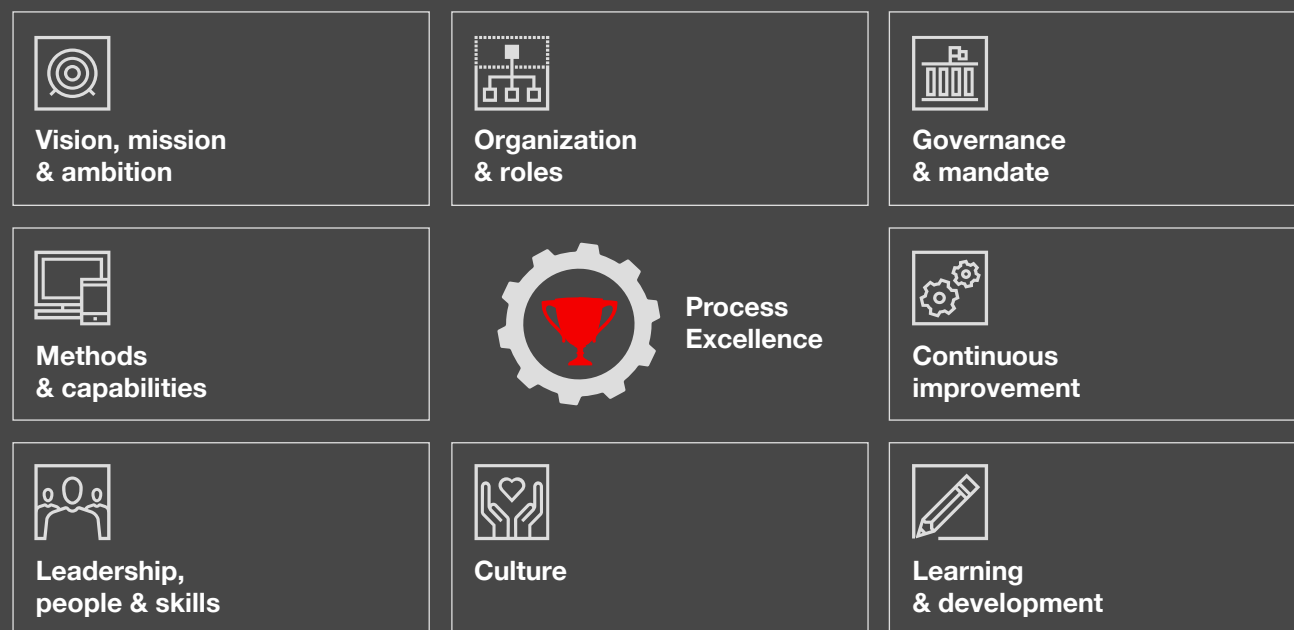 Vision, mission
& ambition
Organization
& roles
Governance
& mandate
Methods
& capabilities
Process
Excellence
Continuous
improvement
Leadership,
people & skills
Culture
Learning
& development